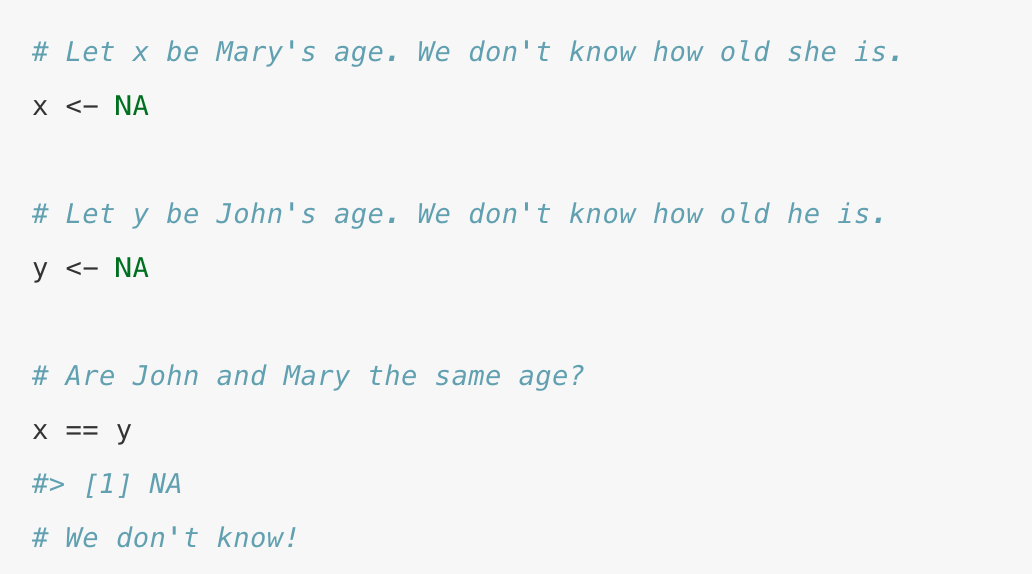 # Let x be Mary's age. We don't know how old she is.
x <- NA
# Let y be John's age. We don't know how old he is.
y <- NA
# Are John and Mary the same age?
x == y
#> [1] NA
# We don't know!